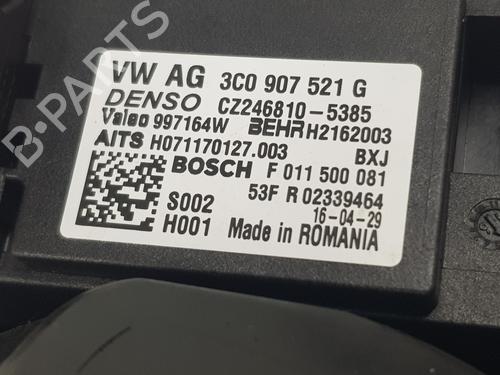 B-PARTS
VW AG 3C0 907 521 G
DENSO CZ246810-5385
Valeo 997164W BEHR H2162003
AITS H071170127.003 BXJ
BOSCH F 011 500 081
53F R 02339464
S002 16-04-29
H001 Made in ROMANIA